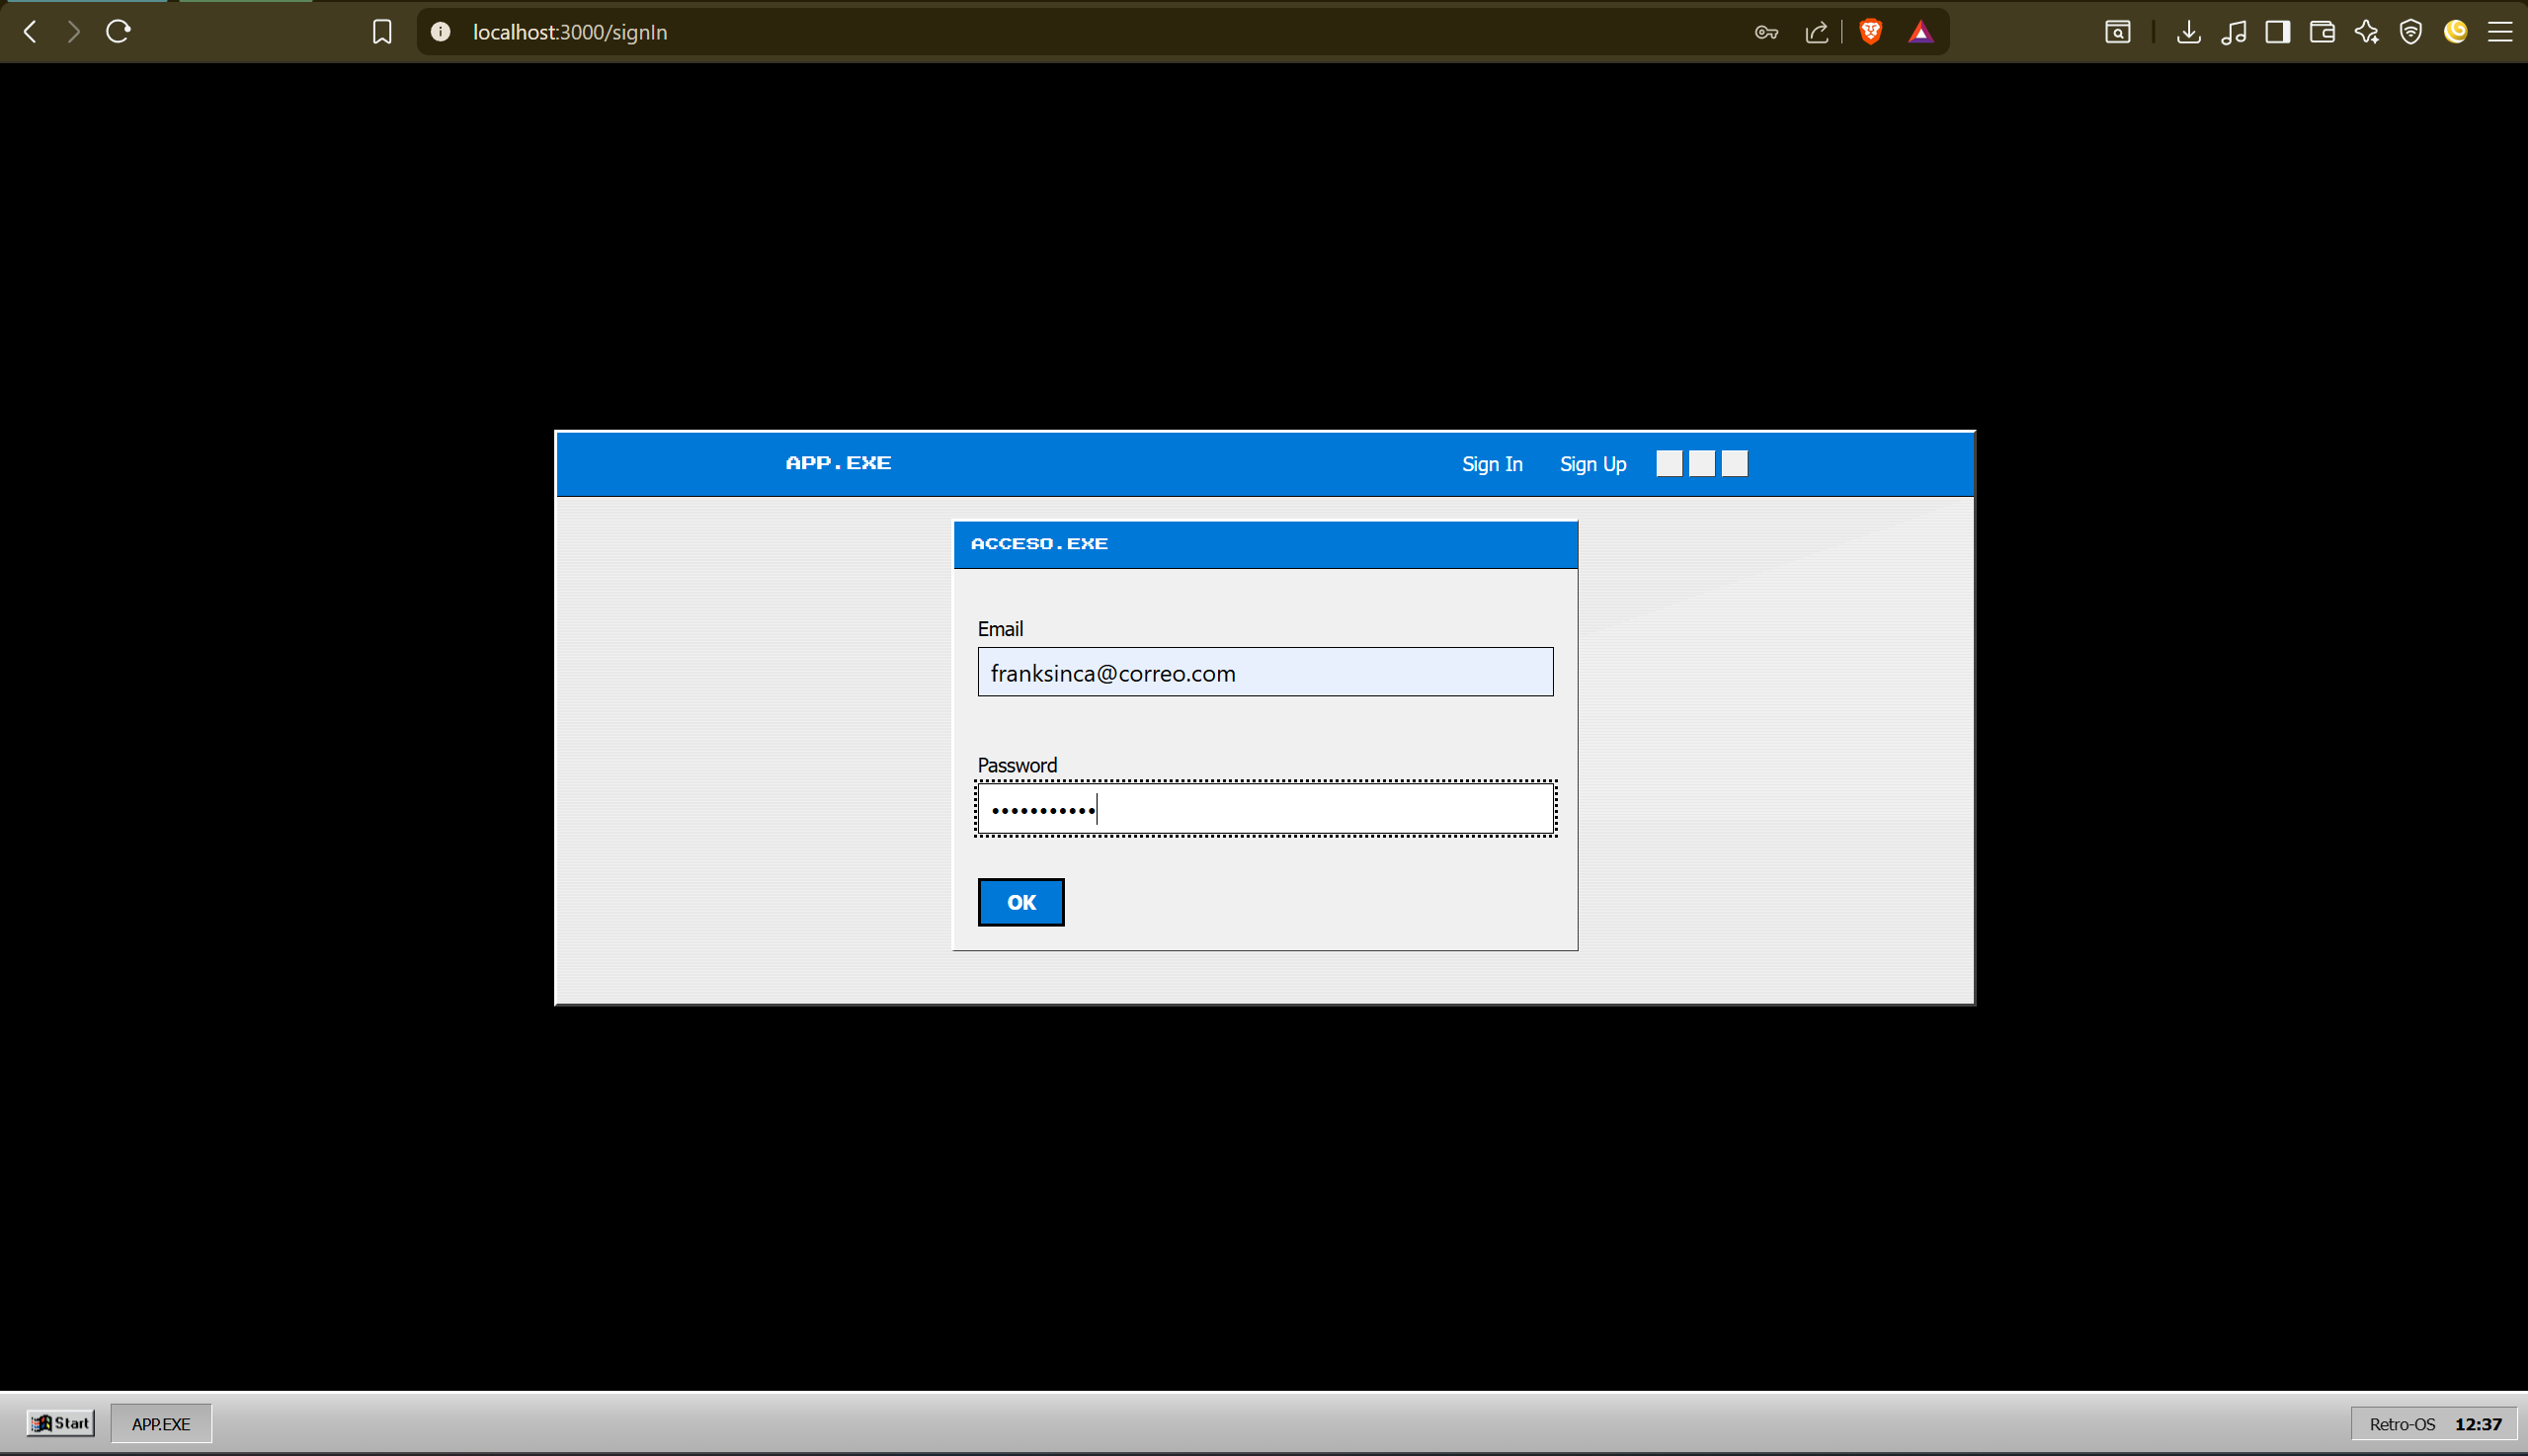 localhost:3000/signIn
APP.EXE Sign In Sign Up
ACCESO.EXE
Email
franksinca@correo.com
Password
•••••••••••
OK
Start APP.EXE Retro-OS 12:37